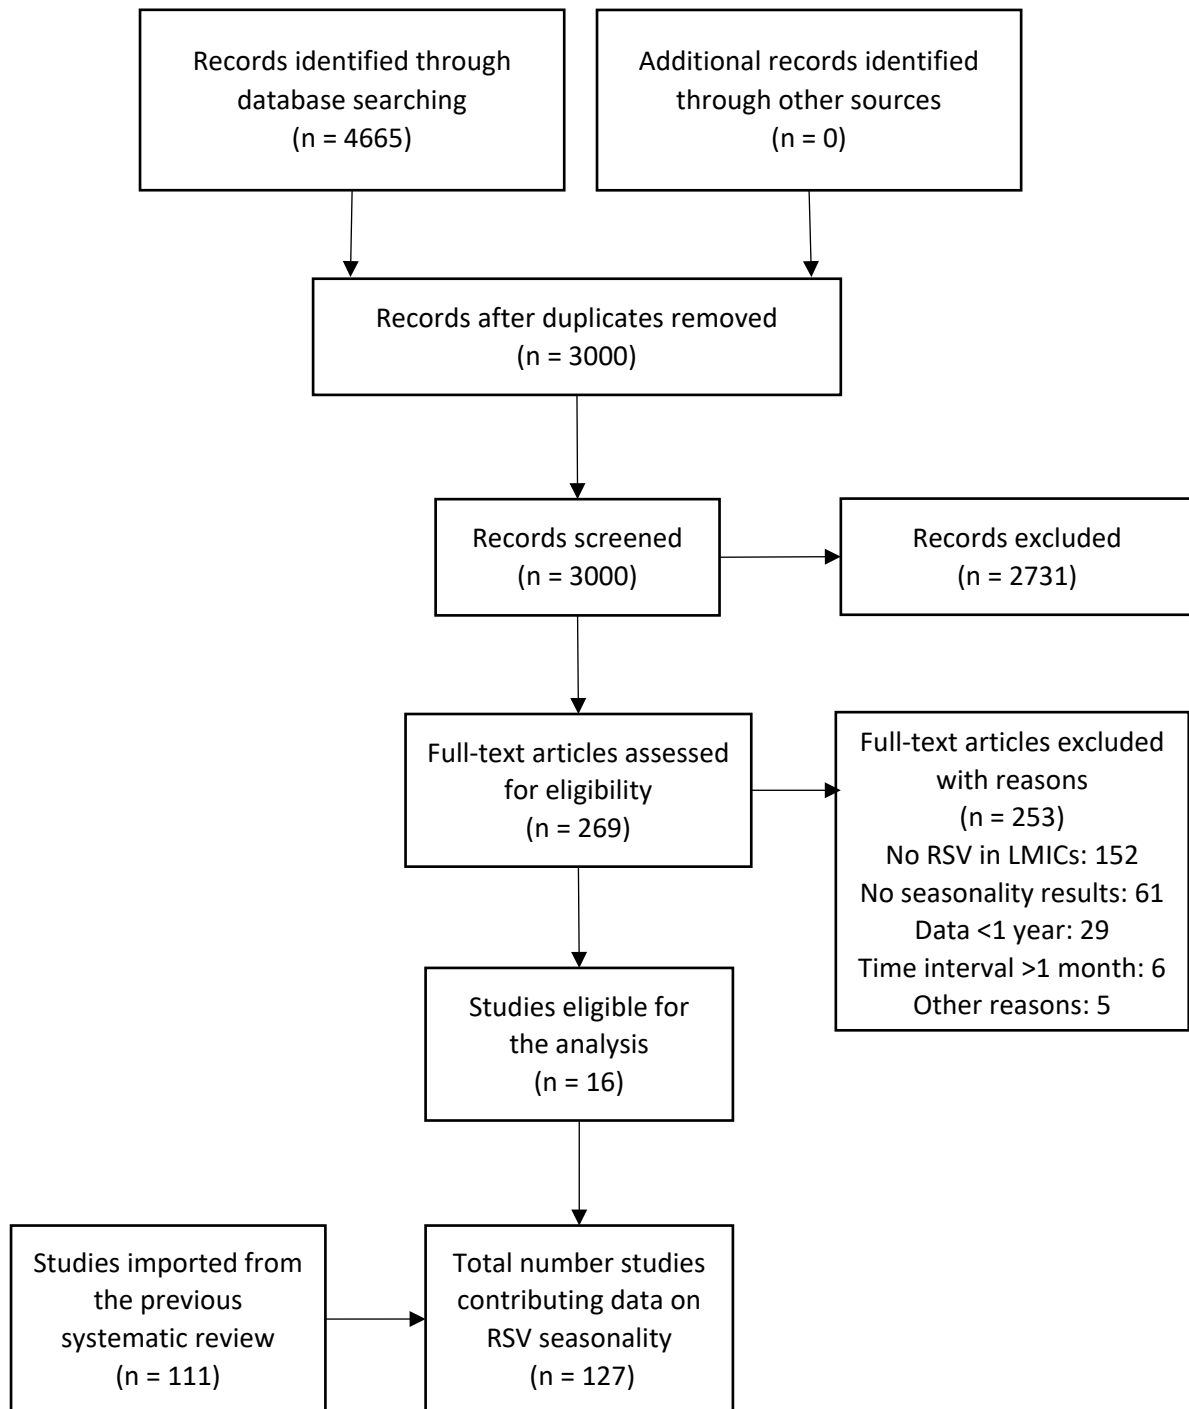 Records identified through
database searching
(n = 4665)
Additional records identified
through other sources
(n = 0)
Records after duplicates removed
(n = 3000)
Records screened
(n = 3000)
Records excluded
(n = 2731)
Full-text articles assessed
for eligibility
(n = 269)
Full-text articles excluded
with reasons
(n = 253)
No RSV in LMICs: 152
No seasonality results: 61
Data <1 year: 29
Time interval >1 month: 6
Other reasons: 5
Studies eligible for
the analysis
(n = 16)
Studies imported from
the previous
systematic review
(n = 111)
Total number studies
contributing data on
RSV seasonality
(n = 127)